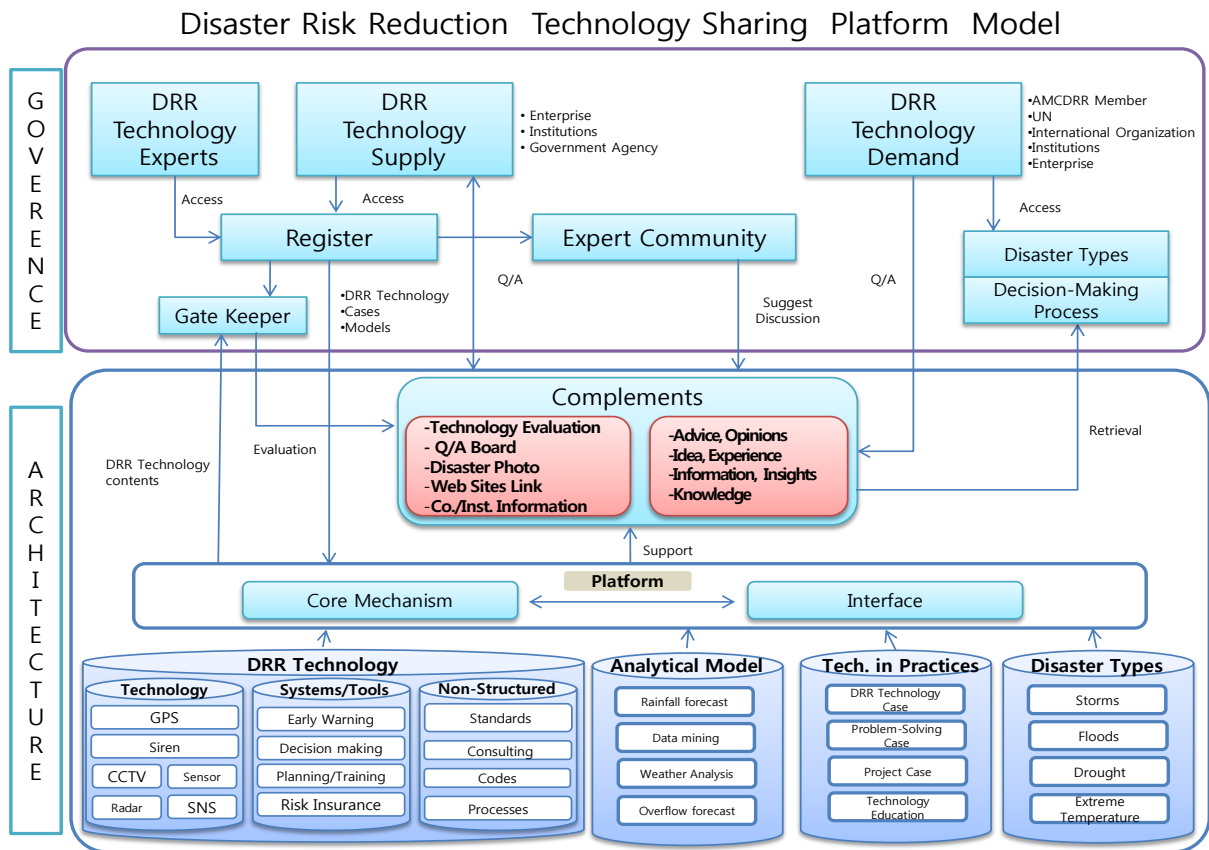 Disaster Risk Reduction Technology Sharing Platform Model
GOVERENCE
DRR
Technology
Experts
DRR
Technology
Supply
• Enterprise
• Institutions
• Government Agency
DRR
Technology
Demand
•AMCDRR Member
•UN
•International Organization
•Institutions
•Enterprise
Access
Access
Access
Register
Expert Community
Disaster Types
Decision-Making
Process
Q/A
Q/A
•DRR Technology
•Cases
•Models
Suggest
Discussion
Gate Keeper
ARCHITECTURE
Complements
-Technology Evaluation
- Q/A Board
-Disaster Photo
-Web Sites Link
-Co./Inst. Information
-Advice, Opinions
-Idea, Experience
-Information, Insights
-Knowledge
Retrieval
Evaluation
DRR Technology
contents
Support
Platform
Core Mechanism
Interface
DRR Technology
Technology
GPS
Siren
CCTV
Sensor
Radar
SNS
Systems/Tools
Early Warning
Decision making
Planning/Training
Risk Insurance
Non-Structured
Standards
Consulting
Codes
Processes
Analytical Model
Rainfall forecast
Data mining
Weather Analysis
Overflow forecast
Tech. in Practices
DRR Technology
Case
Problem-Solving
Case
Project Case
Technology
Education
Disaster Types
Storms
Floods
Drought
Extreme
Temperature